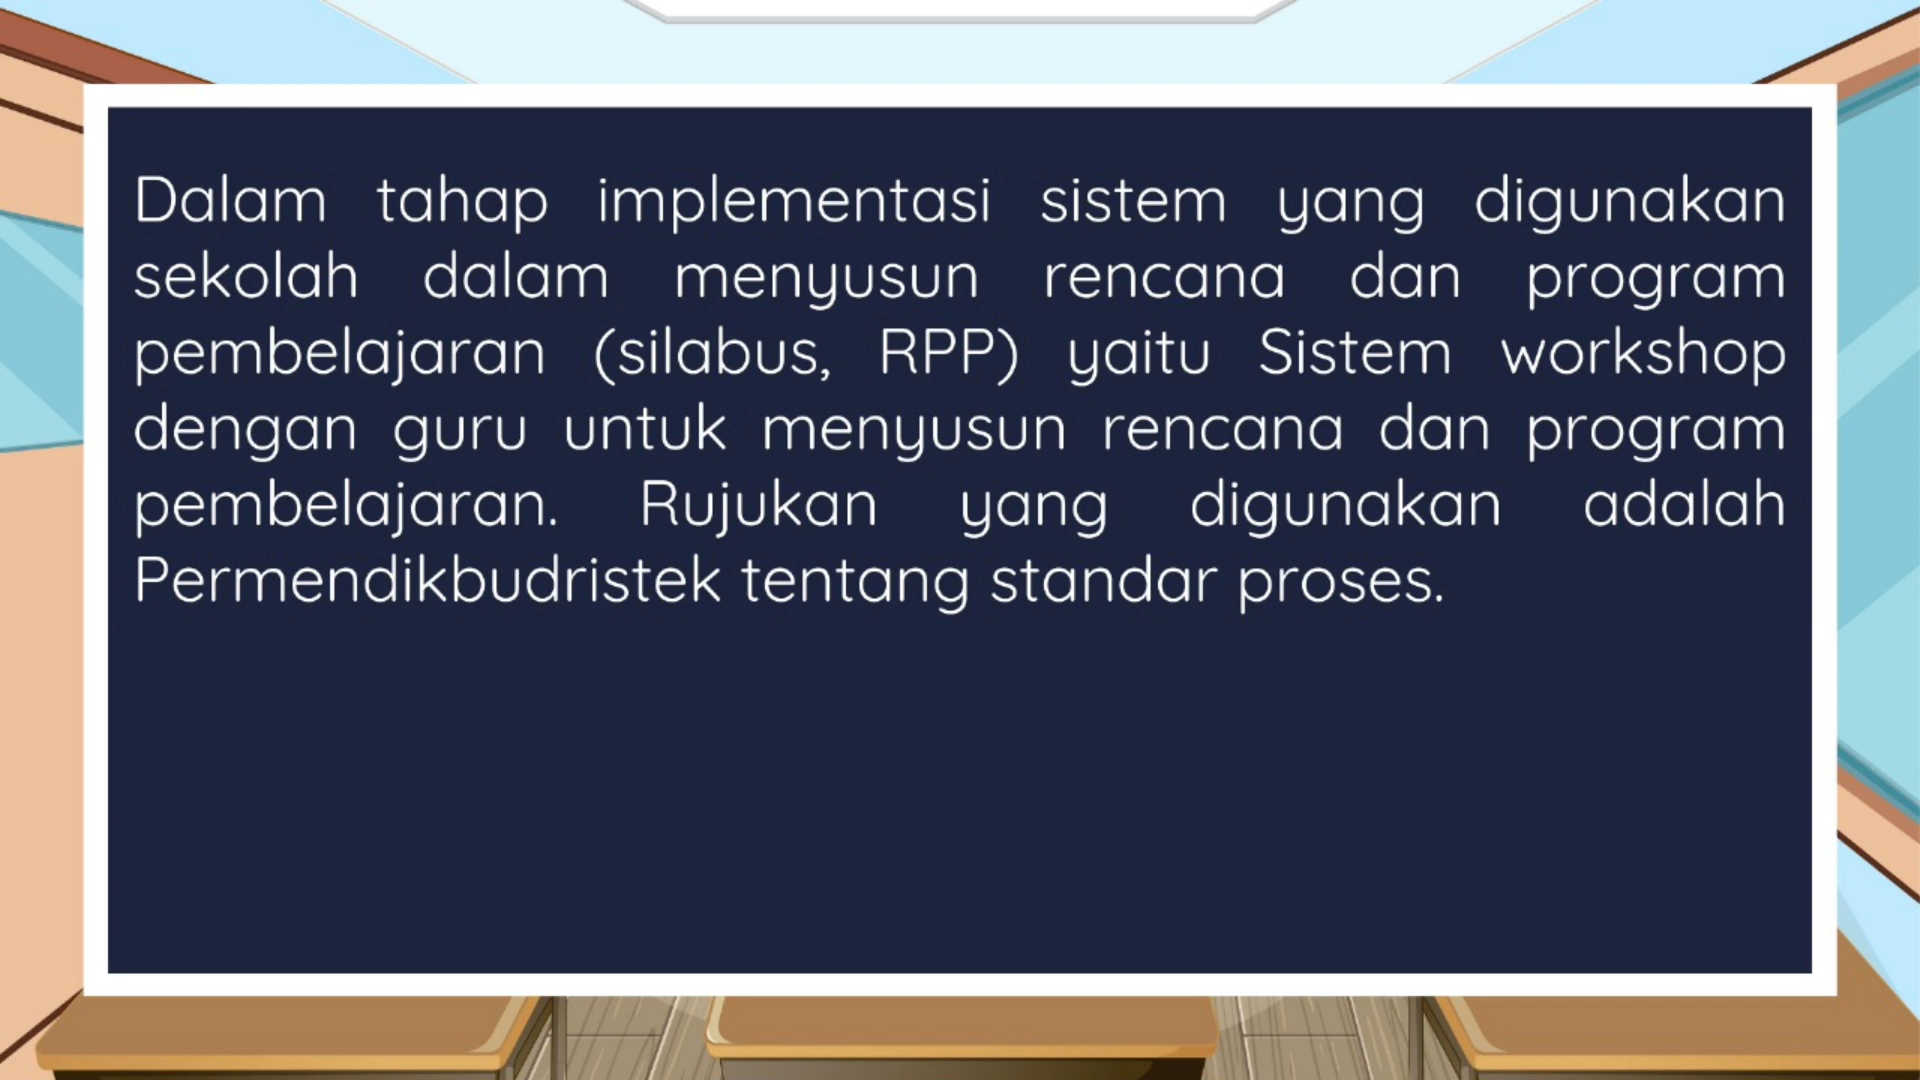 Dalam tahap implementasi sistem yang digunakan
sekolah dalam menyusun rencana dan program
pembelajaran (silabus, RPP) yaitu Sistem workshop
dengan guru untuk menyusun rencana dan program
pembelajaran. Rujukan yang digunakan adalah
Permendikbudristek tentang standar proses.